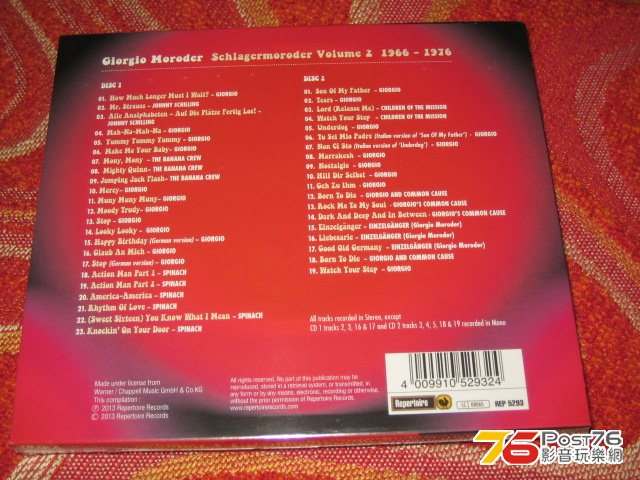 Giorgio Moroder Schlagermoroder Volume 2 1966 – 1976
DISC 1
01. How Much Longer Must I Wait? – GIORGIO
02. Mr. Strauss – JOHNNY SCHILLING
03. Alle Analphabeten – Auf Die Plätze Fertig Los! –
JOHNNY SCHILLING
04. Mah-Na-Mah-Na – GIORGIO
05. Yummy Yummy Yummy – GIORGIO
06. Make Me Your Baby – GIORGIO
07. Mony, Mony – THE BANANA CREW
08. Mighty Quinn – THE BANANA CREW
09. Jumping Jack Flash – THE BANANA CREW
10. Mercy – GIORGIO
11. Muny Muny Muny – GIORGIO
12. Moody Trudy – GIORGIO
13. Stop – GIORGIO
14. Looky Looky – GIORGIO
15. Happy Birthday (German version) – GIORGIO
16. Glaub An Mich – GIORGIO
17. Stop (German version) – GIORGIO
18. Action Man Part 1 – SPINACH
19. Action Man Part 2 – SPINACH
20. America-America – SPINACH
21. Rhythm Of Love – SPINACH
22. (Sweet Sixteen) You Know What I Mean – SPINACH
23. Knockin' On Your Door – SPINACH
DISC 2
01. Son Of My Father – GIORGIO
02. Tears – GIORGIO
03. Lord (Release Me) – CHILDREN OF THE MISSION
04. Watch Your Step – CHILDREN OF THE MISSION
05. Underdog – GIORGIO
06. Tu Sei Mio Padre (Italian version of 'Son Of My Father') – GIORGIO
07. Non Ci Sto (Italian version of 'Underdog') – GIORGIO
08. Marrakesh – GIORGIO
09. Nostalgie – GIORGIO
10. Hilf Dir Selbst – GIORGIO
11. Geh Zu Ihm – GIORGIO
12. Born To Die – GIORGIO AND COMMON CAUSE
13. Rock Me To My Soul – GIORGIO'S COMMON CAUSE
14. Dark And Deep And In Between – GIORGIO'S COMMON CAUSE
15. Einzelgänger – EINZELGÄNGER (Giorgio Moroder)
16. Liebesarie – EINZELGÄNGER (Giorgio Moroder)
17. Good Old Germany – EINZELGÄNGER (Giorgio Moroder)
18. Born To Die – GIORGIO AND COMMON CAUSE
19. Watch Your Step – GIORGIO
All tracks recorded in Stereo, except
CD 1 tracks 2, 3, 16 & 17 and CD 2 tracks 3, 4, 5, 18 & 19 recorded in Mono
Made under license from
Warner / Chappell Music GmbH & Co.KG
This compilation
℗ 2013 Repertoire Records
© 2013 Repertoire Records
All rights reserved. No part of this publication may be
reproduced, stored in a retrieval system, or transmitted, in
any form or by any means, electronic, recording or otherwise,
without the prior permission of Repertoire Records.
www.repertoirerecords.com
4 009910 529324
Repertoire
LC 08065
REP 5293
76 Post76
影音玩樂網